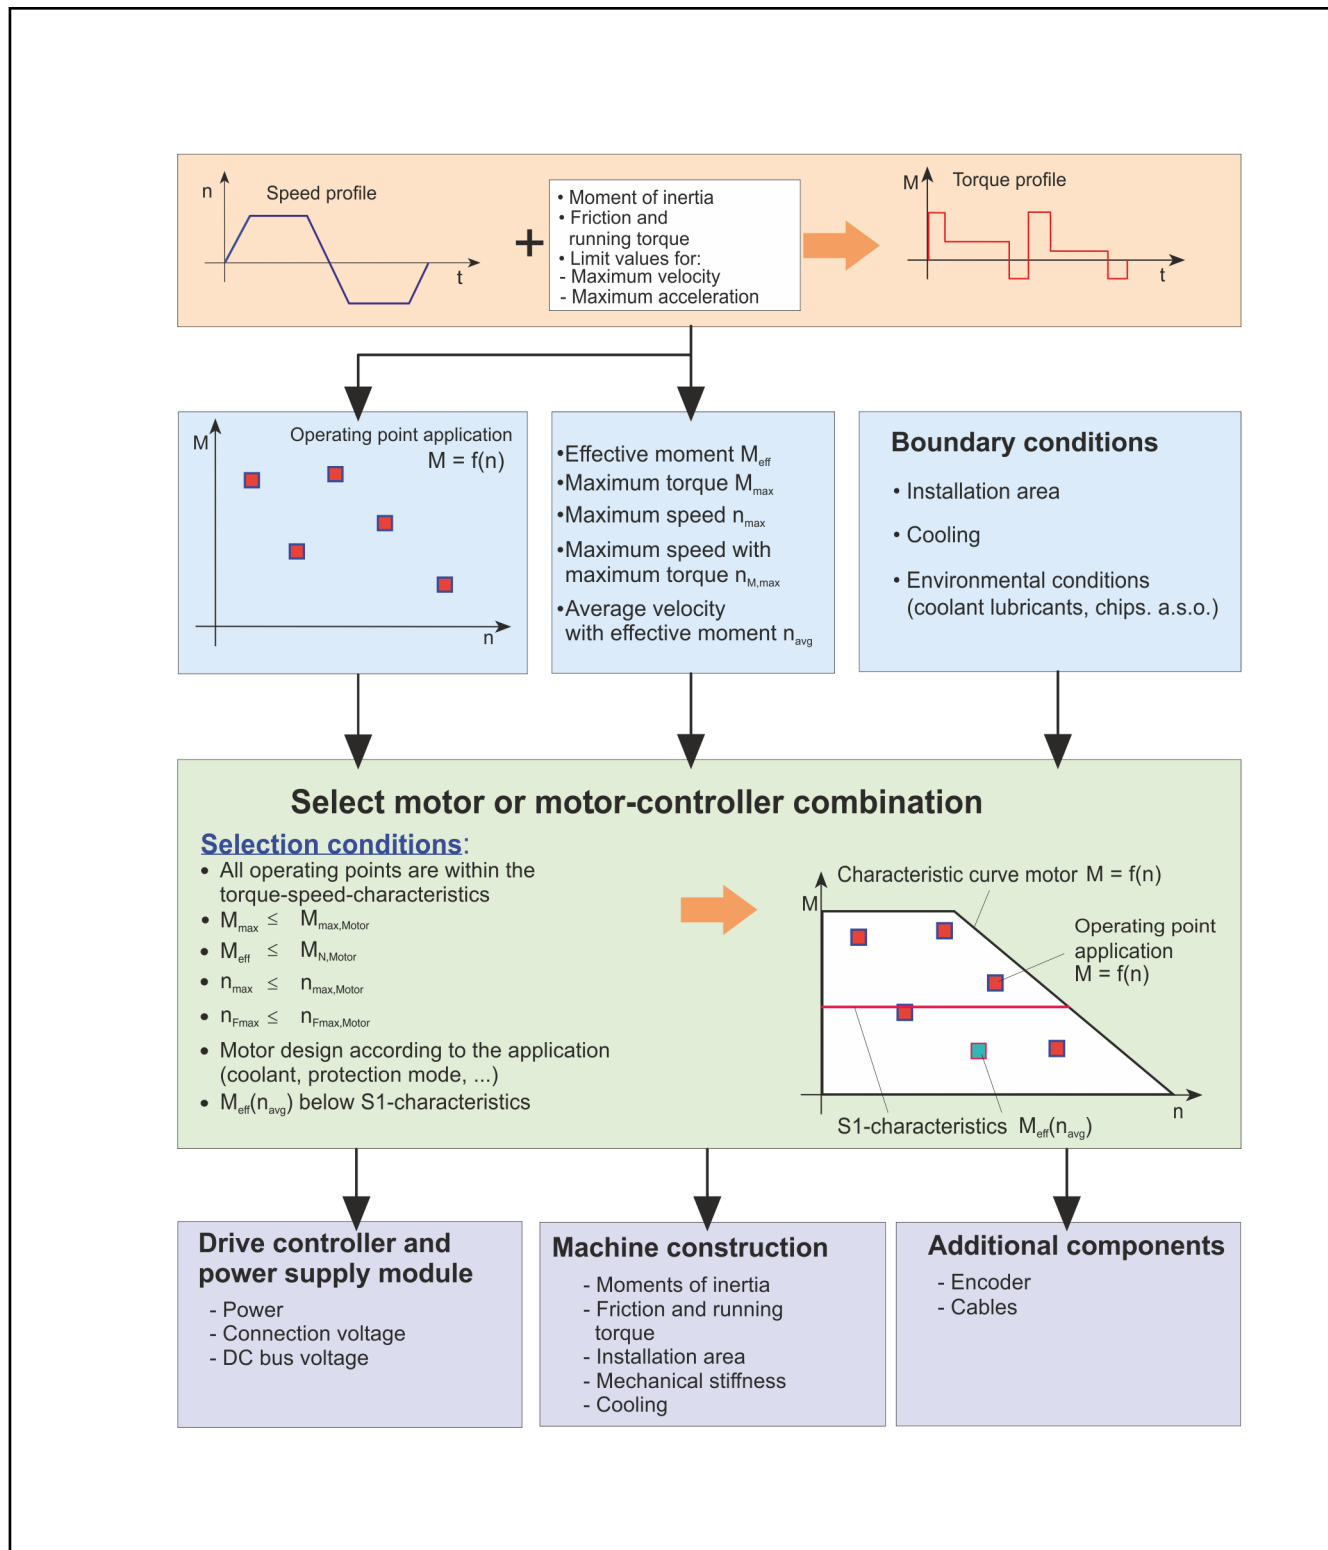 n
Speed profile
t
+
• Moment of inertia
• Friction and
running torque
• Limit values for:
- Maximum velocity
- Maximum acceleration
M
Torque profile
t
M
Operating point application
M = f(n)
n
•Effective moment Meff
•Maximum torque Mmax
•Maximum speed nmax
•Maximum speed with
maximum torque nM,max
•Average velocity
with effective moment navg
Boundary conditions
• Installation area
• Cooling
• Environmental conditions
(coolant lubricants, chips. a.s.o.)
Select motor or motor-controller combination
Selection conditions:
• All operating points are within the
torque-speed-characteristics
• Mmax ≤ Mmax,Motor
• Meff ≤ MN,Motor
• nmax ≤ nmax,Motor
• nFmax ≤ nFmax,Motor
• Motor design according to the application
(coolant, protection mode, ...)
• Meff(navg) below S1-characteristics
Characteristic curve motor M = f(n)
M
Operating point
application
M = f(n)
n
S1-characteristics Meff(navg)
Drive controller and
power supply module
- Power
- Connection voltage
- DC bus voltage
Machine construction
- Moments of inertia
- Friction and running
torque
- Installation area
- Mechanical stiffness
- Cooling
Additional components
- Encoder
- Cables